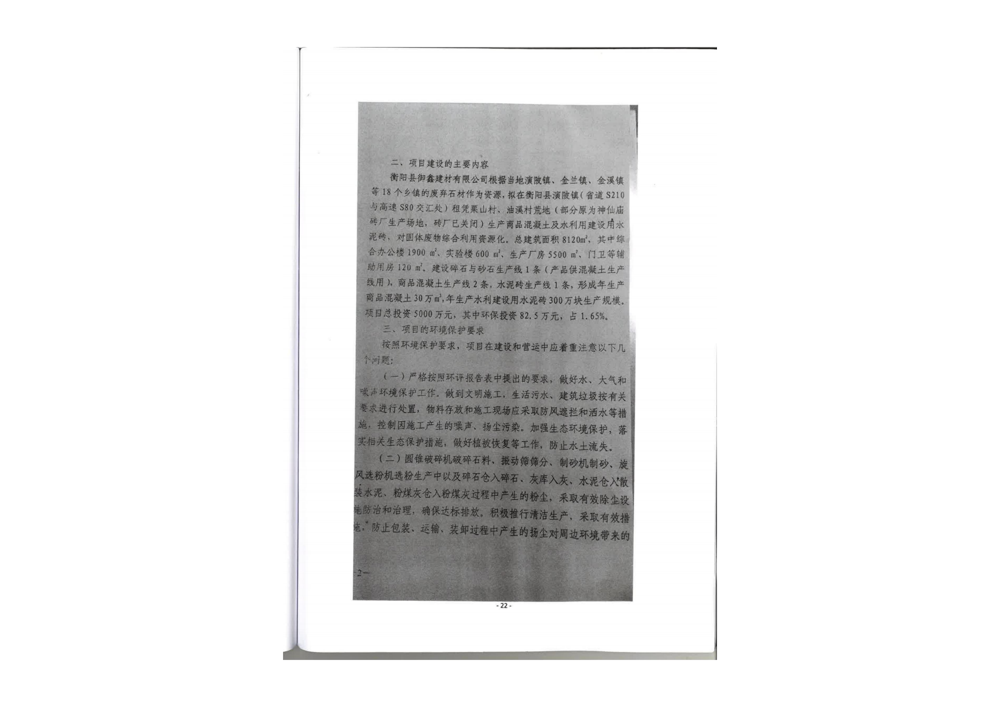 二、项目建设的主要内容
衡阳县御鑫建材有限公司根据当地演陂镇、金兰镇、金溪镇
等18个乡镇的废弃石材作为资源，拟在衡阳县演陂镇（省道S210
与高速S80交汇处）租凭栗山村、油溪村荒地（部分原为神仙庙
砖厂生产场地，砖厂已关闭）生产商品混凝土及水利用建设用水
泥砖、对固体废物综合利用资源化。总建筑面积8120㎡，其中综
合办公楼1900 ㎡、实验楼600 ㎡、生产厂房5500 ㎡、门卫等辅
助用房120 ㎡。建设碎石与砂石生产线1条（产品供混凝土生产
线用），商品混凝土生产线2条，水泥砖生产线1条，形成年生产
商品混凝土30万m³，年生产水利建设用水泥砖300万块生产规模。
项目总投资5000万元，其中环保投资82.5万元，占1.65%。
三、项目的环境保护要求
按照环境保护要求，项目在建设和营运中应着重注意以下几
个问题：
（一）严格按照环评报告表中提出的要求，做好水、大气和
噪声环境保护工作。做到文明施工，生活污水、建筑垃圾按有关
要求进行处置，物料存放和施工现场应采取防风遮拦和洒水等措
施，控制因施工产生的噪声、扬尘污染。加强生态环境保护，落
实相关生态保护措施，做好植被恢复等工作，防止水土流失。
（二）圆锥破碎机破碎石料、振动筛筛分、制砂机制砂、旋
风选粉机选粉生产中以及碎石仓入碎石、灰库入灰、水泥仓入散
装水泥、粉煤灰仓入粉煤灰过程中产生的粉尘，采取有效除尘设
施防治和治理，确保达标排放。积极推行清洁生产，采取有效措
施，防止包装、运输、装卸过程中产生的扬尘对周边环境带来的
-2—
- 22 -